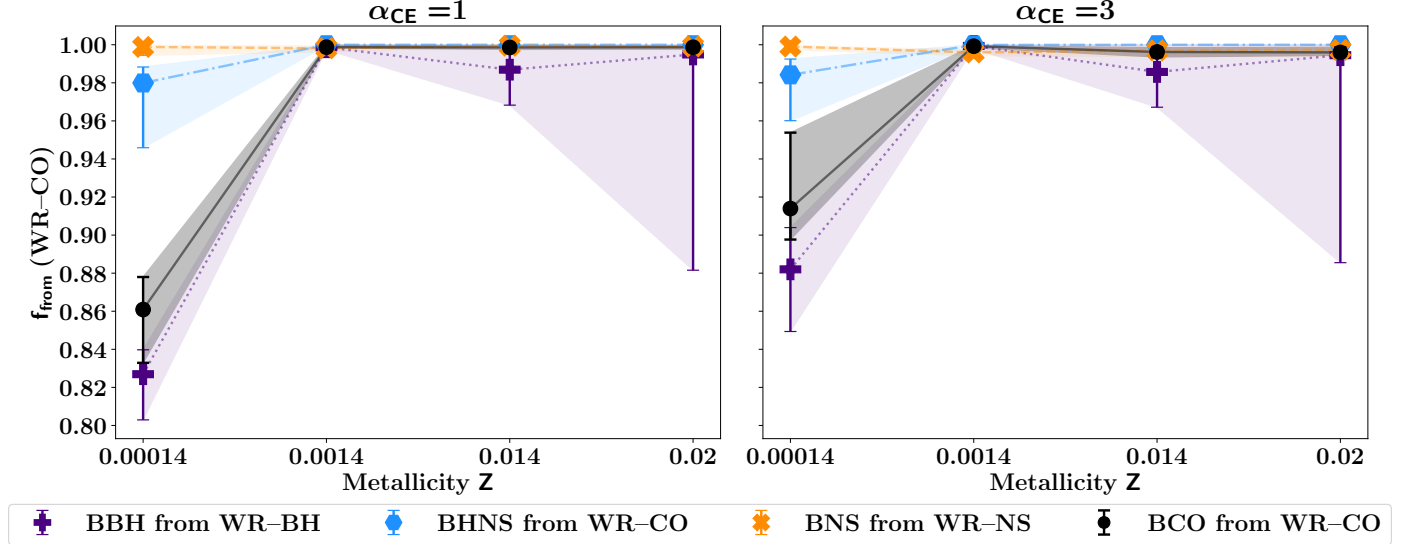 α_CE =1
α_CE =3
f_from (WR–CO)
1.00
0.98
0.96
0.94
0.92
0.90
0.88
0.86
0.84
0.82
0.80
0.00014 0.0014 0.014 0.02
0.00014 0.0014 0.014 0.02
Metallicity Z
Metallicity Z
BBH from WR–BH
BHNS from WR–CO
BNS from WR–NS
BCO from WR–CO